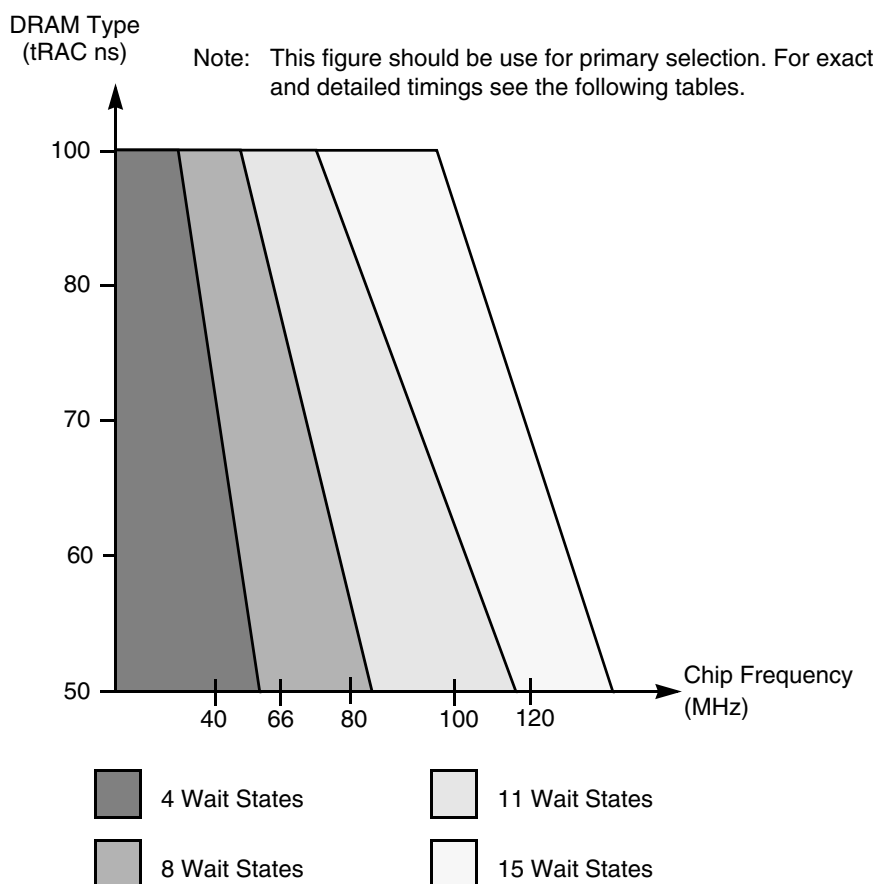 DRAM Type
(tRAC ns)
Note: This figure should be use for primary selection. For exact
and detailed timings see the following tables.
100
80
70
60
50
40
66
80
100
120
Chip Frequency
(MHz)
4 Wait States
11 Wait States
8 Wait States
15 Wait States